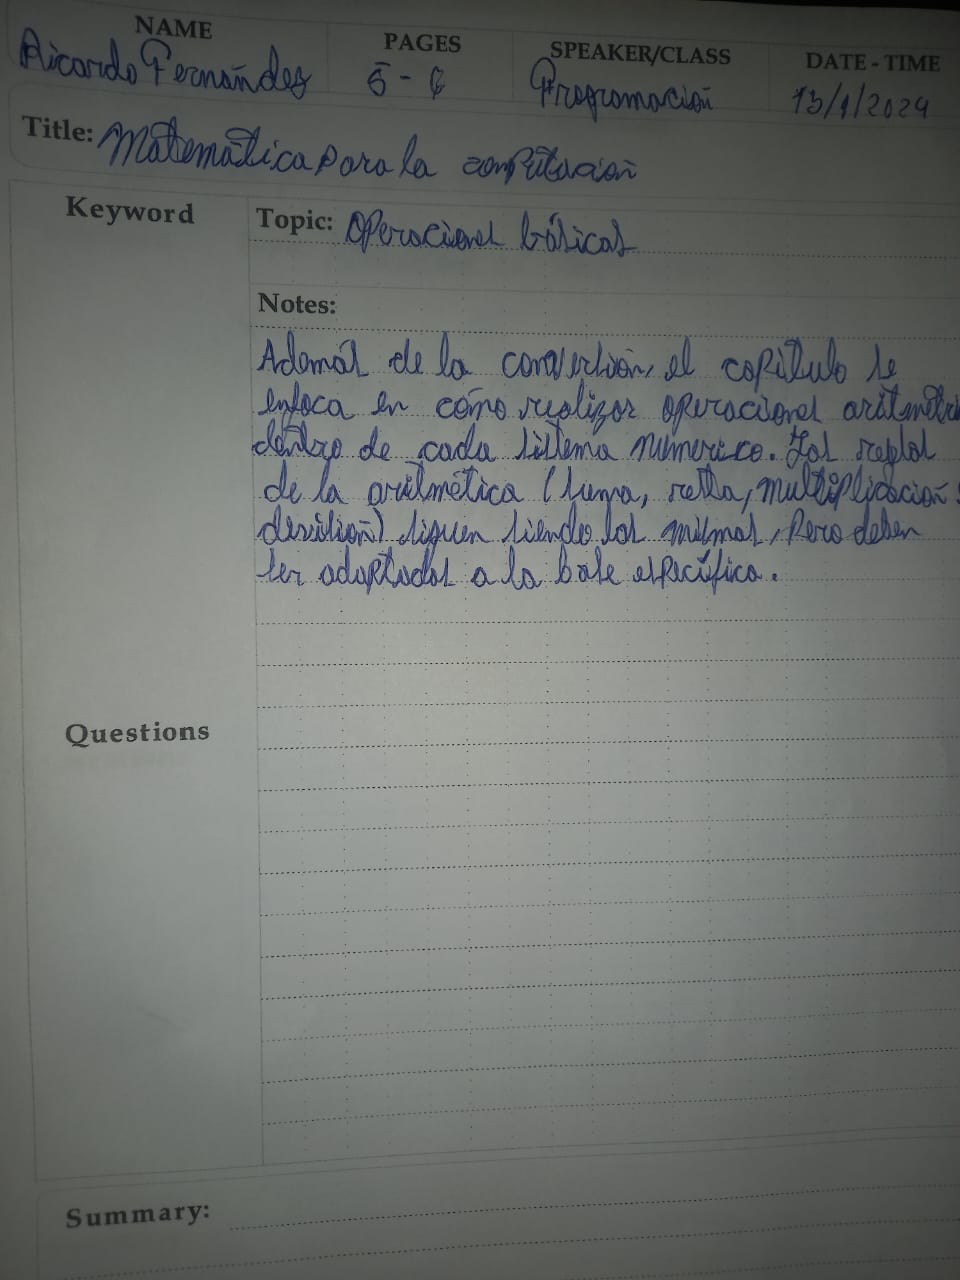 NAME PAGES SPEAKER/CLASS DATE - TIME
Ricardo Fernández 5 - 6 Programación 13/1/2024
Title: Matemática para la computación
Keyword
Topic: Operaciones básicas
Notes:
Además de la conversión, el capítulo se
enfoca en cómo realizar operaciones aritmétic
dentro de cada sistema numerico. Las reglas
de la aritmética (suma, resta, multiplicación
división) siguen siendo las mismas, pero deben
ser adaptadas a la base específica.
Questions
Summary: